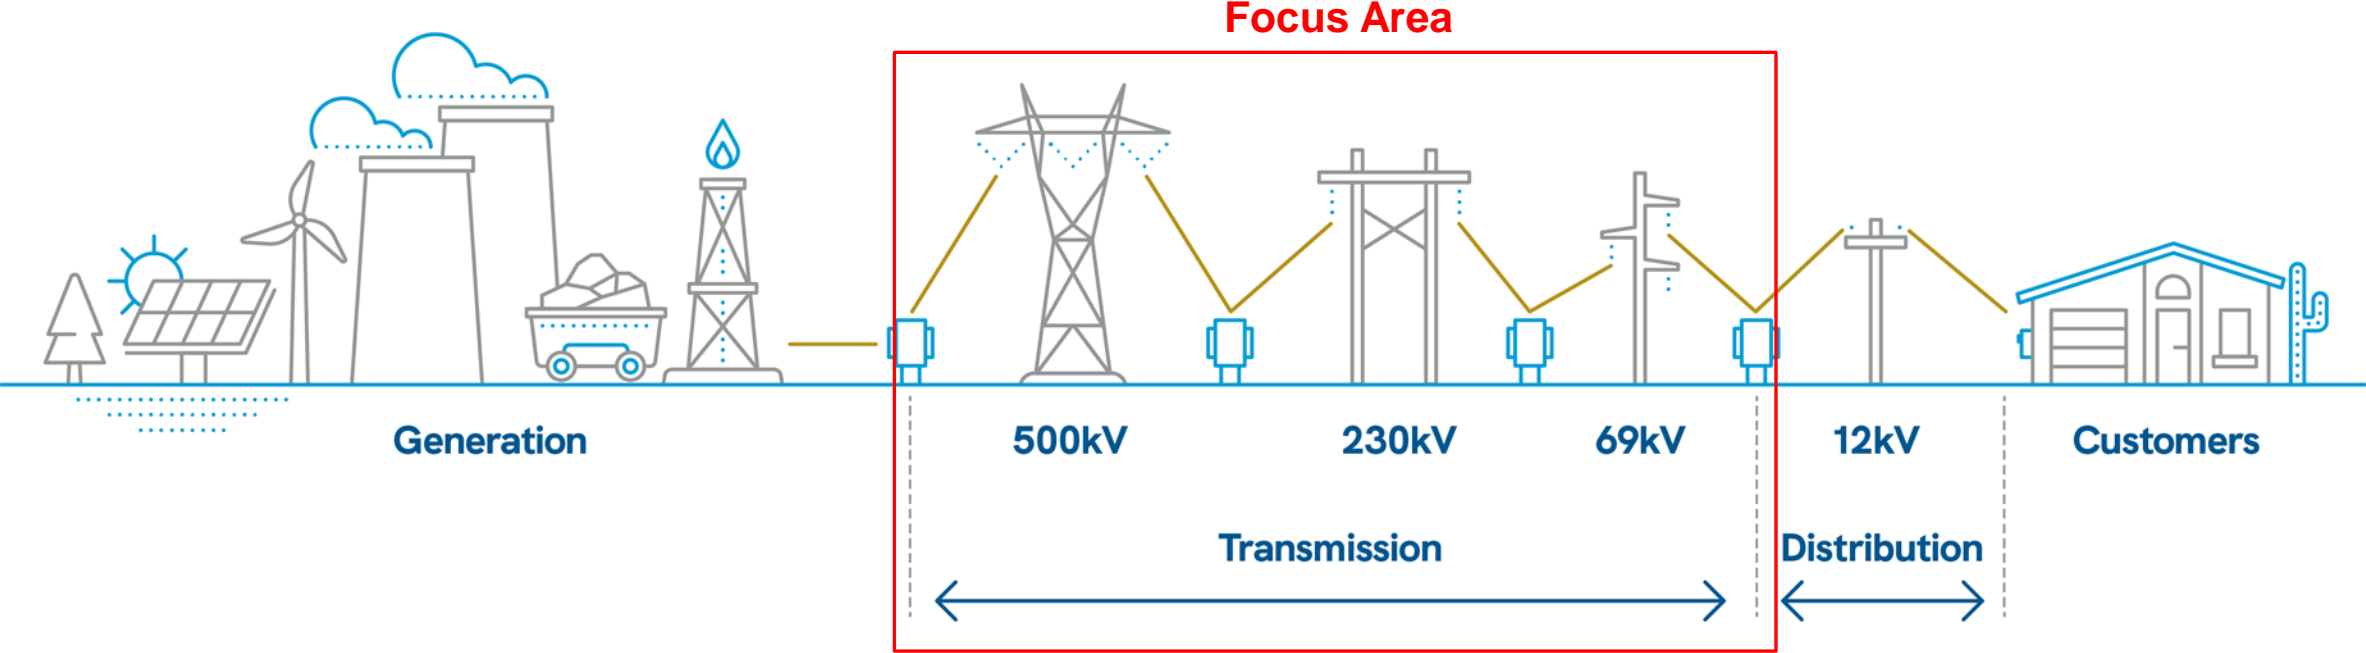 Focus Area
Generation
500kV
230kV
69kV
12kV
Customers
Transmission
Distribution